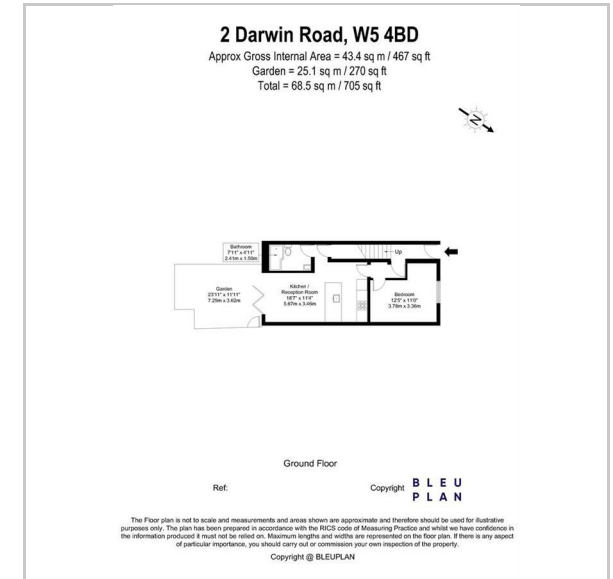 2 Darwin Road, W5 4BD
Approx Gross Internal Area = 43.4 sq m / 467 sq ft
Garden = 25.1 sq m / 270 sq ft
Total = 68.5 sq m / 705 sq ft
N
Bathroom
7'11" x 4'11"
2.41m x 1.50m
Up
Garden
23'11" x 11'11"
7.29m x 3.62m
Kitchen /
Reception Room
18'7" x 11'4"
5.67m x 3.46m
Bedroom
12'5" x 11'0"
3.78m x 3.36m
Ground Floor
Ref:
Copyright
BLEU
PLAN
The Floor plan is not to scale and measurements and areas shown are approximate and therefore should be used for illustrative
purposes only. The plan has been prepared in accordance with the RICS code of Measuring Practice and whilst we have confidence in
the information produced it must not be relied on. Maximum lengths and widths are represented on the floor plan. If there is any aspect
of particular importance, you should carry out or commission your own inspection of the property.
Copyright @ BLEUPLAN